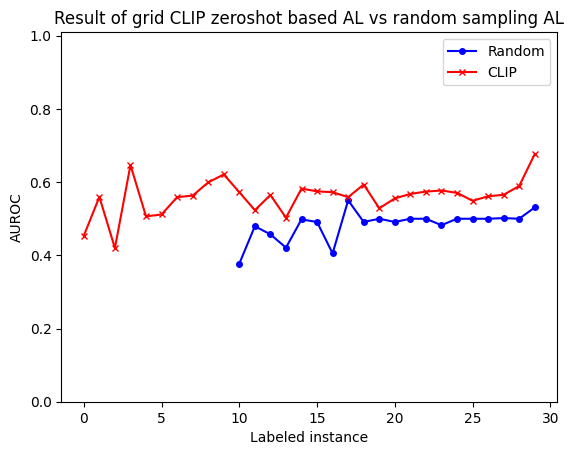 Result of grid CLIP zeroshot based AL vs random sampling AL
Random
CLIP
AUROC
1.0
0.8
0.6
0.4
0.2
0.0
0 5 10 15 20 25 30
Labeled instance